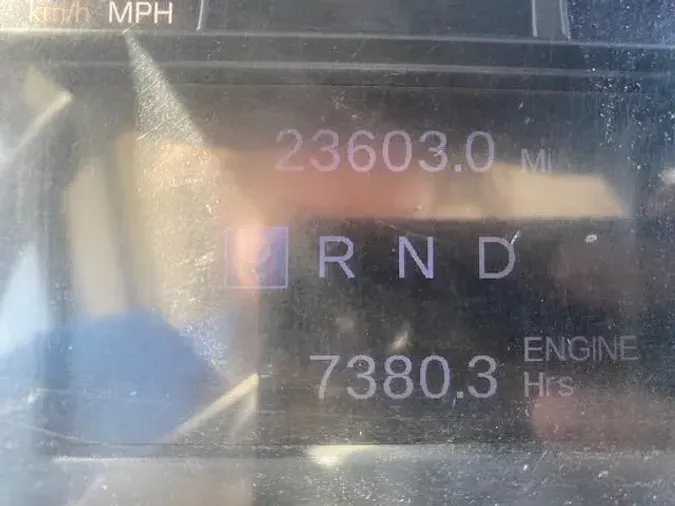 km/h MPH
23603.0 MI
P R N D
7380.3 ENGINE
Hrs